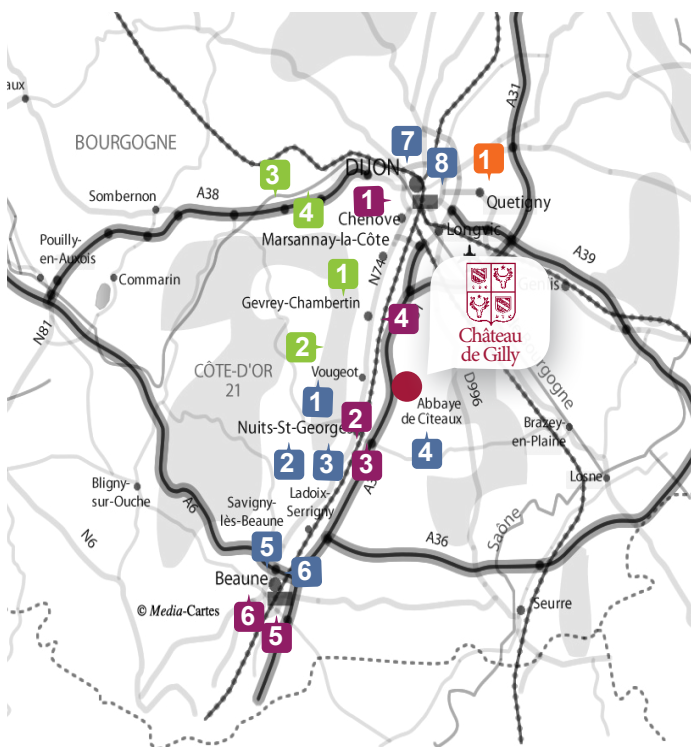 aux
A31
BOURGOGNE
7
DIJON
8
1
3
Sombernon
A38
4
1
Quetigny
Chenôve
Marsannay-la-Côte
Longvic
Pouilly-
en-Auxois
Commarin
N74
A39
1
Gevrey-Chambertin
4
Genlis
Château
de Gilly
N81
2
CÔTE-D'OR
21
Vougeot
D996
1
Abbaye
de Cîteaux
2
Nuits-St-Georges
Brazey-
en-Plaine
2
3
3
4
Bligny-
sur-Ouche
A6
Ladoix-
Serrigny
Losne
Savigny-
lès-Beaune
N6
5
A36
Saône
6
Beaune
© Media-Cartes
6
5
Seurre